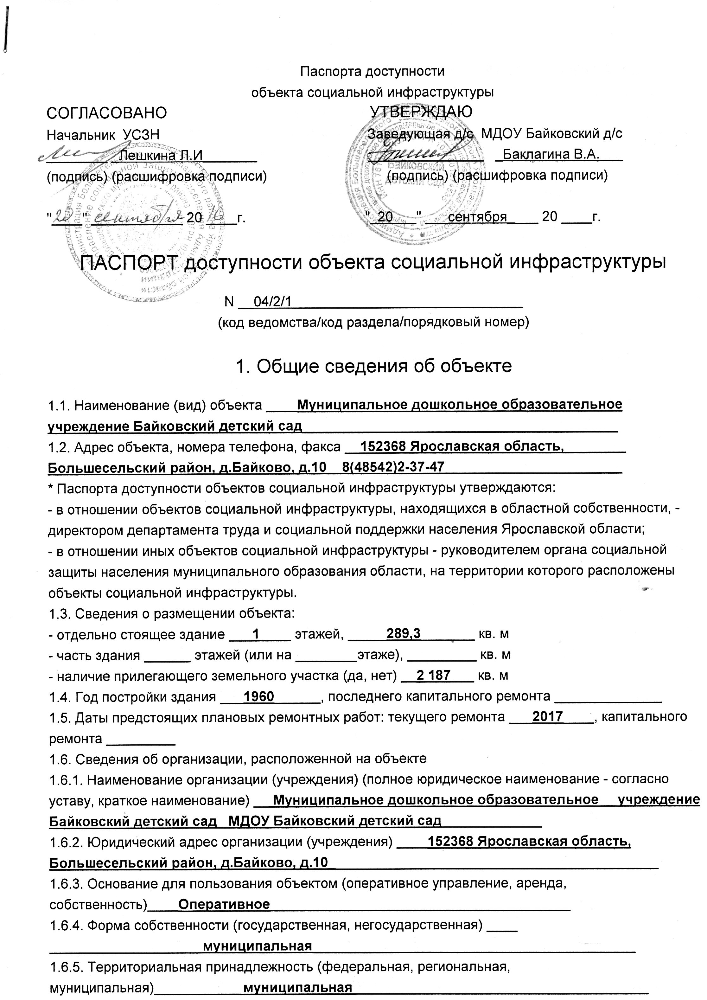 Паспорта доступности
объекта социальной инфраструктуры
СОГЛАСОВАНО УТВЕРЖДАЮ
Начальник УСЗН Заведующая д/с МДОУ Байковский д/с
Лешкина Л.И Баклагина В.А.
(подпись) (расшифровка подписи) (подпись) (расшифровка подписи)
"20" сентября 20 16 г. " 20 " сентября 20 ____г.
Байковский
детский сад
ПАСПОРТ доступности объекта социальной инфраструктуры
N 04/2/1
(код ведомства/код раздела/порядковый номер)
1. Общие сведения об объекте
1.1. Наименование (вид) объекта Муниципальное дошкольное образовательное
учреждение Байковский детский сад
1.2. Адрес объекта, номера телефона, факса 152368 Ярославская область,
Большесельский район, д.Байково, д.10 8(48542)2-37-47
* Паспорта доступности объектов социальной инфраструктуры утверждаются:
- в отношении объектов социальной инфраструктуры, находящихся в областной собственности, -
директором департамента труда и социальной поддержки населения Ярославской области;
- в отношении иных объектов социальной инфраструктуры - руководителем органа социальной
защиты населения муниципального образования области, на территории которого расположены
объекты социальной инфраструктуры.
1.3. Сведения о размещении объекта:
- отдельно стоящее здание 1 этажей, 289,3 кв. м
- часть здания ______ этажей (или на ________этаже), _________ кв. м
- наличие прилегающего земельного участка (да, нет) 2 187 кв. м
1.4. Год постройки здания 1960 , последнего капитального ремонта ______________
1.5. Даты предстоящих плановых ремонтных работ: текущего ремонта 2017 , капитального
ремонта _________
1.6. Сведения об организации, расположенной на объекте
1.6.1. Наименование организации (учреждения) (полное юридическое наименование - согласно
уставу, краткое наименование) Муниципальное дошкольное образовательное учреждение
Байковский детский сад МДОУ Байковский детский сад
1.6.2. Юридический адрес организации (учреждения) 152368 Ярославская область,
Большесельский район, д.Байково, д.10
1.6.3. Основание для пользования объектом (оперативное управление, аренда,
собственность) Оперативное
1.6.4. Форма собственности (государственная, негосударственная) ____
муниципальная
1.6.5. Территориальная принадлежность (федеральная, региональная,
муниципальная) муниципальная